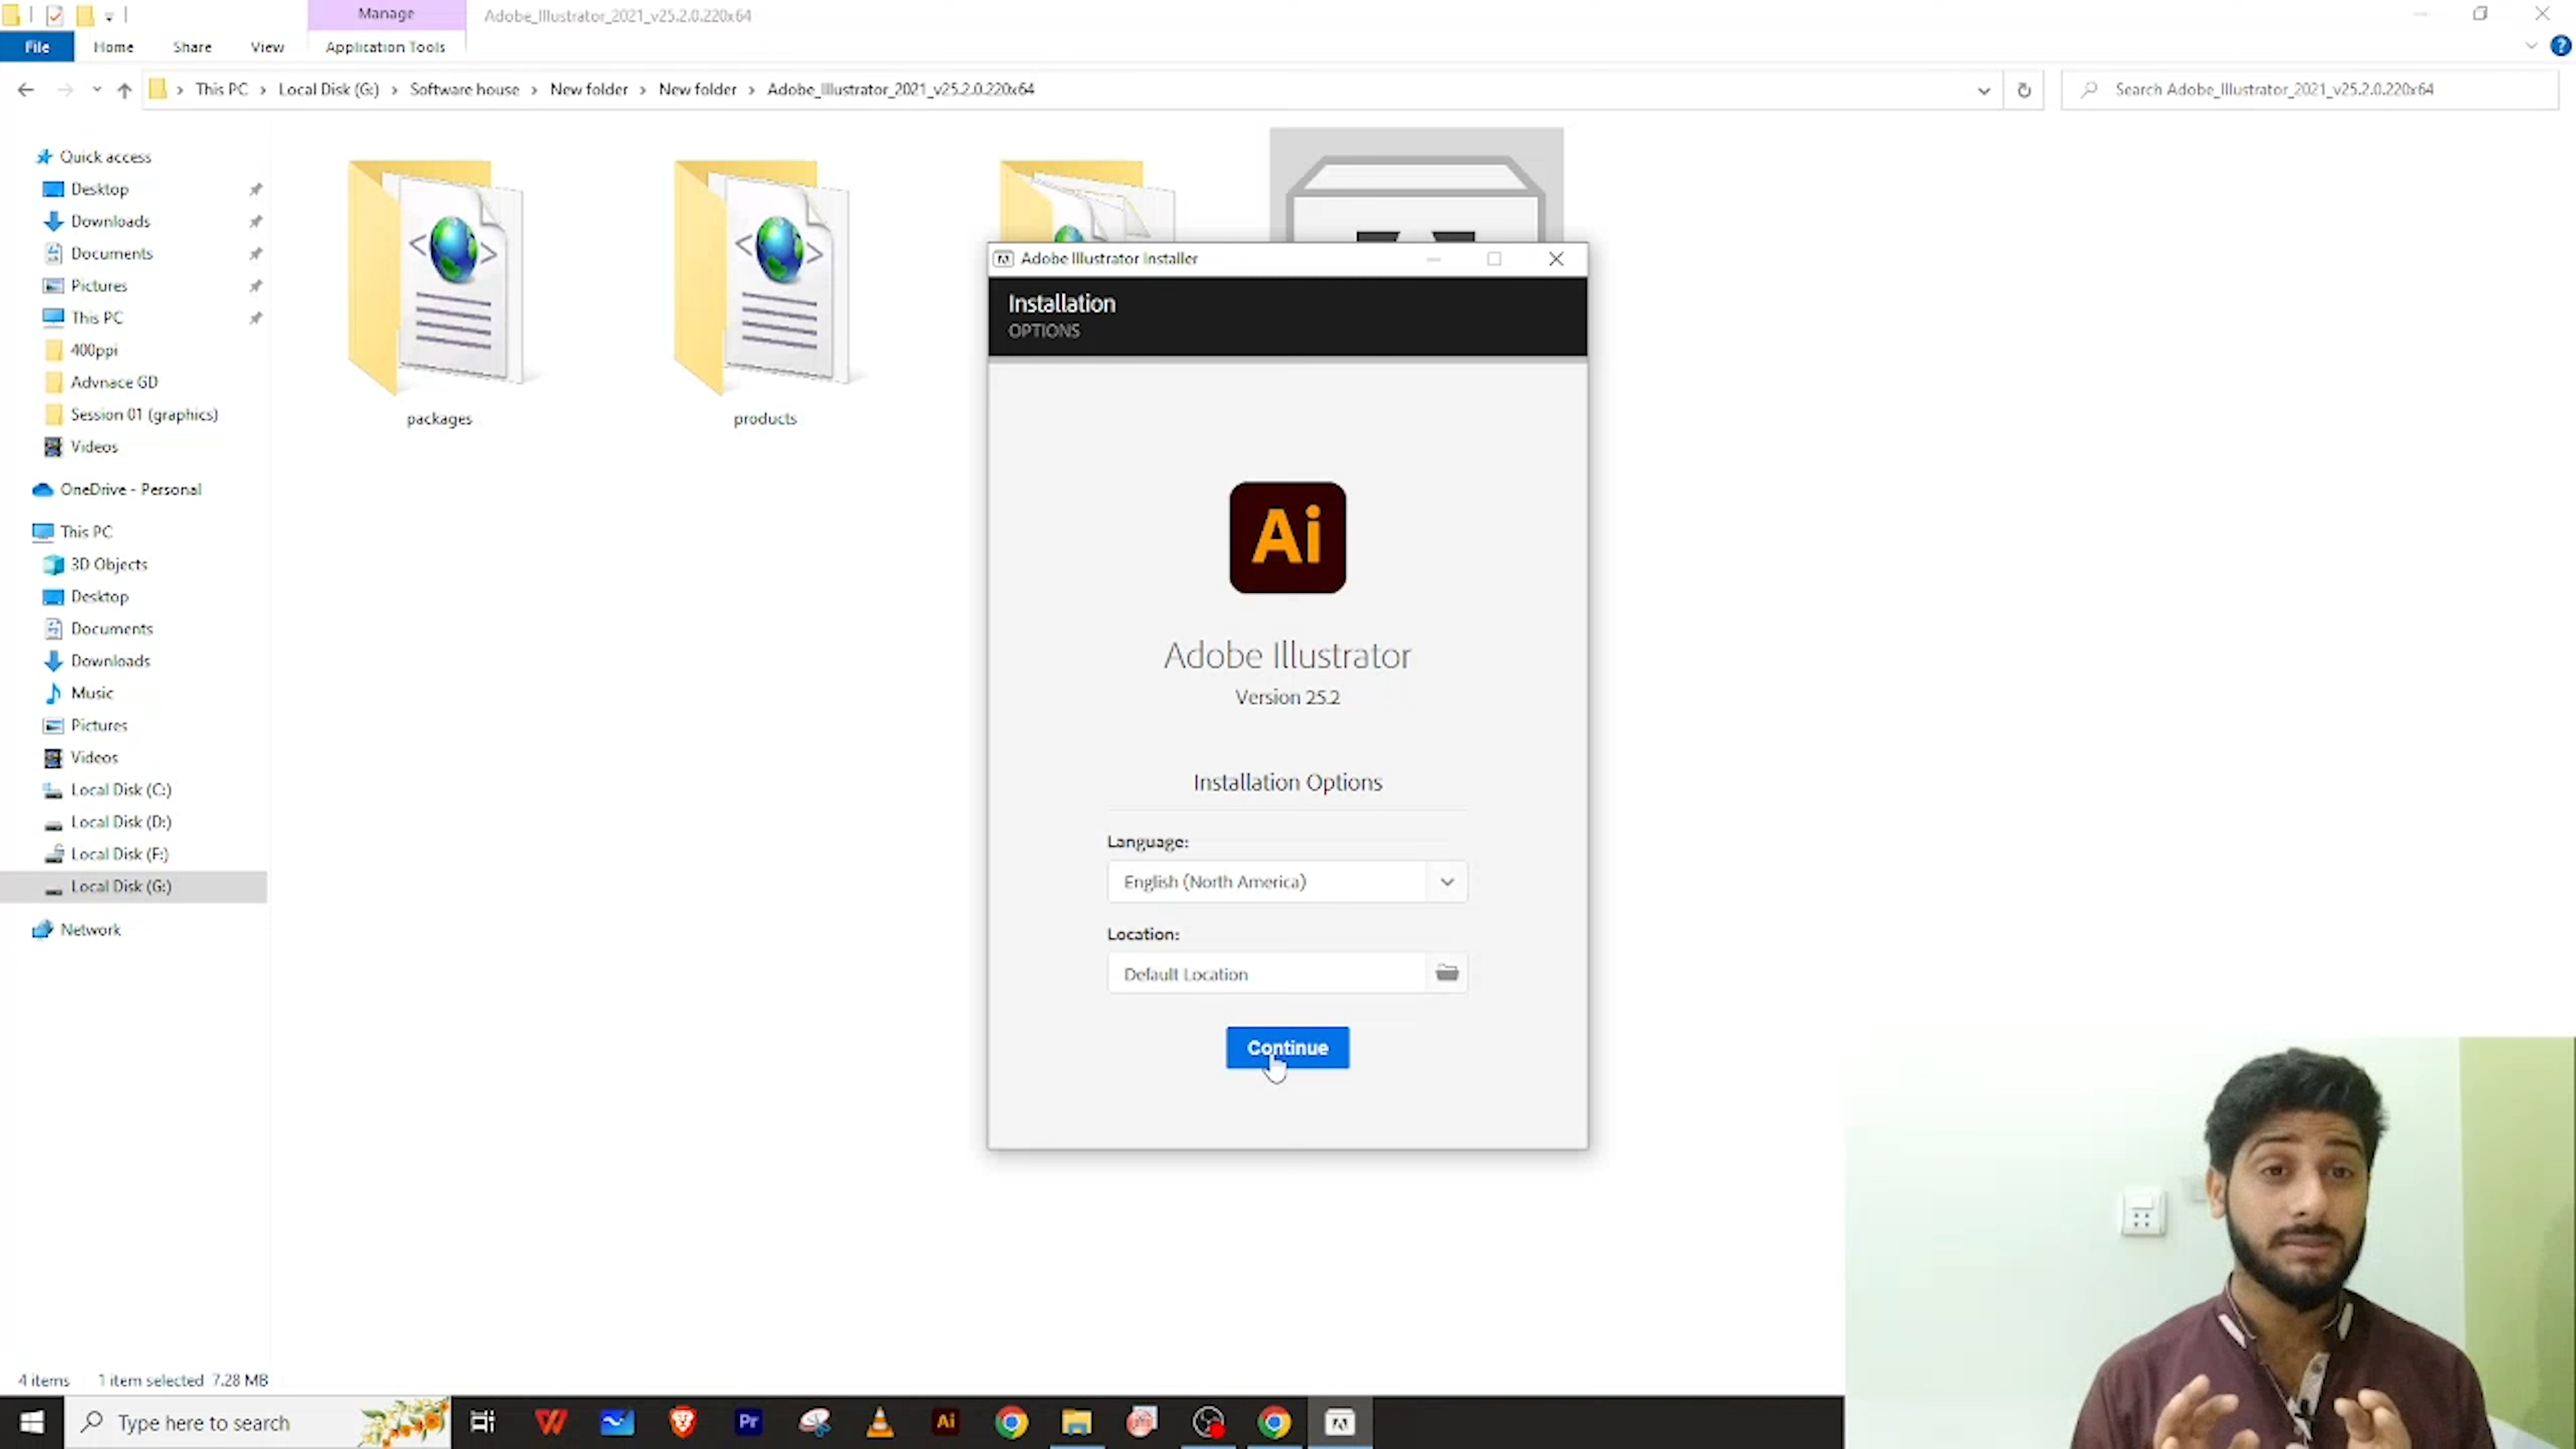 Manage
Adobe_Illustrator_2021_v25.2.0.220x64
File
Home
Share
View
Application Tools
This PC
Local Disk (G:)
Software house
New folder
New folder
Adobe_Illustrator_2021_v25.2.0.220x64
Search Adobe_Illustrator_2021_v25.2.0.220x64
Quick access
Desktop
Downloads
Documents
Pictures
This PC
400ppi
Advnace GD
Session 01 (graphics)
Videos
OneDrive - Personal
This PC
3D Objects
Desktop
Documents
Downloads
Music
Pictures
Videos
Local Disk (C:)
Local Disk (D:)
Local Disk (F:)
Local Disk (G:)
Network
packages
products
Adobe Illustrator Installer
Installation
OPTIONS
Ai
Adobe Illustrator
Version 25.2
Installation Options
Language:
English (North America)
Location:
Default Location
Continue
4 items
1 item selected 7.28 MB
Type here to search
Pr
Ai